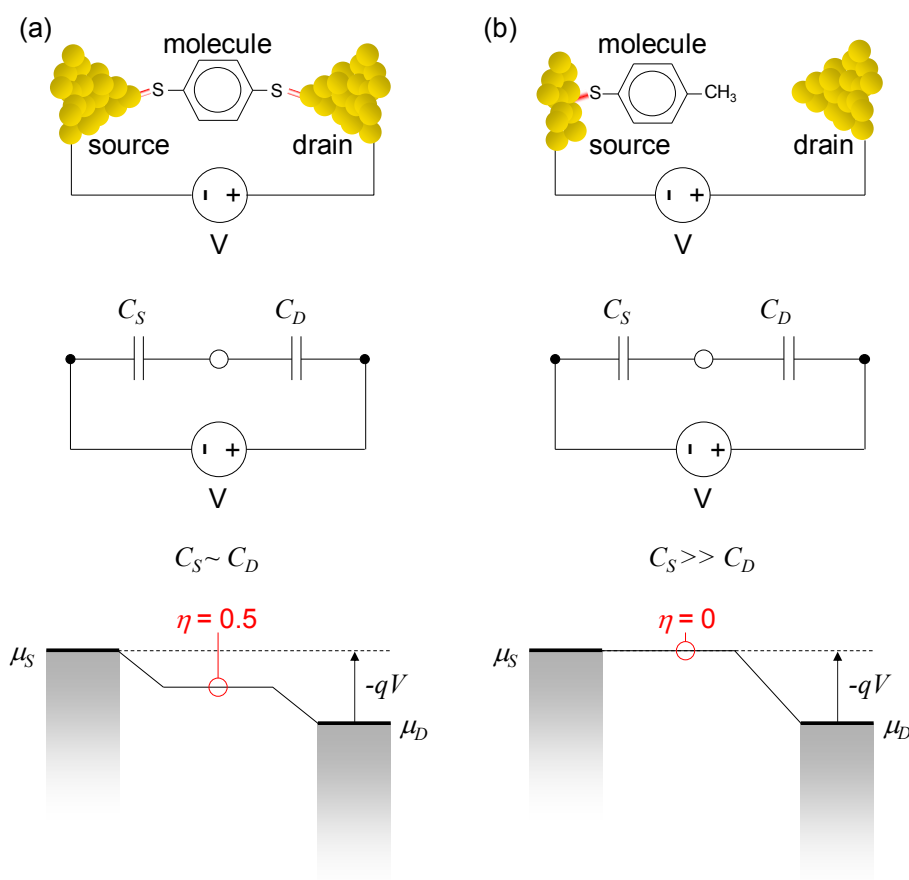 (a)
molecule
S
S
source
drain
V
C_S
C_D
V
C_S ~ C_D
η = 0.5
μ_S
-qV
μ_D
(b)
molecule
S
CH₃
source
drain
V
C_S
C_D
V
C_S >> C_D
η = 0
μ_S
-qV
μ_D